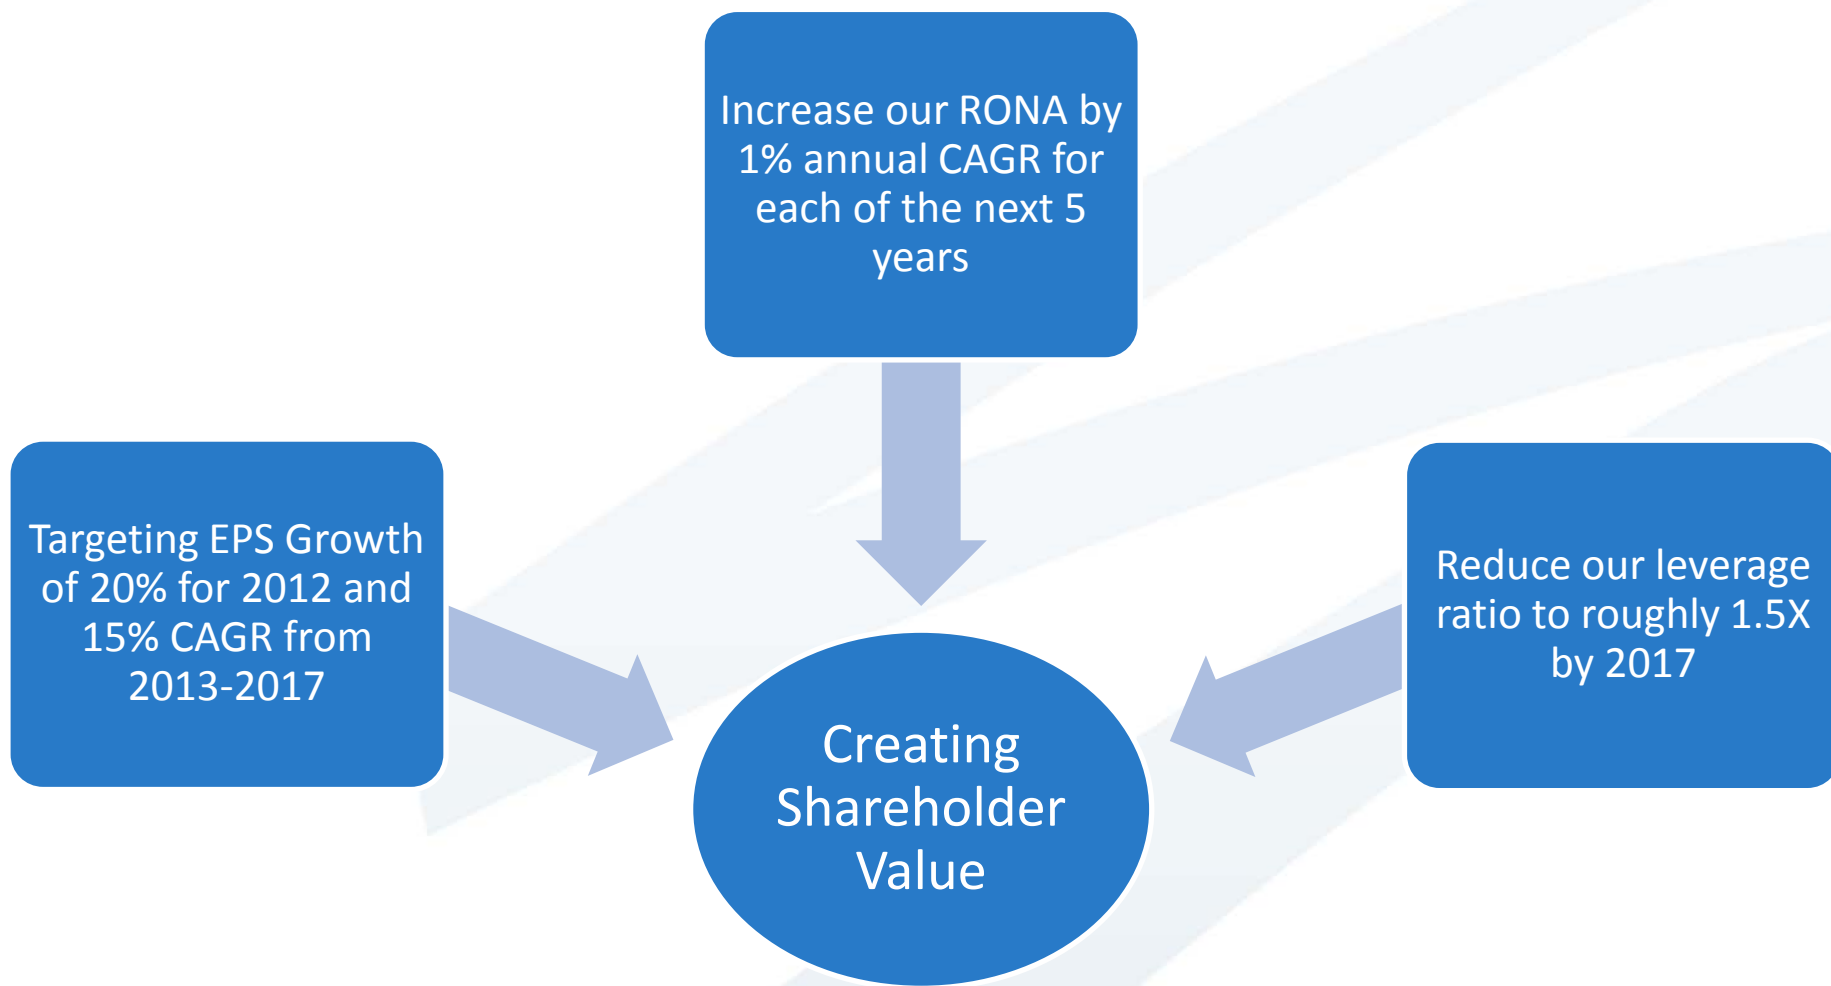 Increase our RONA by
1% annual CAGR for
each of the next 5
years
Targeting EPS Growth
of 20% for 2012 and
15% CAGR from
2013-2017
Reduce our leverage
ratio to roughly 1.5X
by 2017
Creating
Shareholder
Value